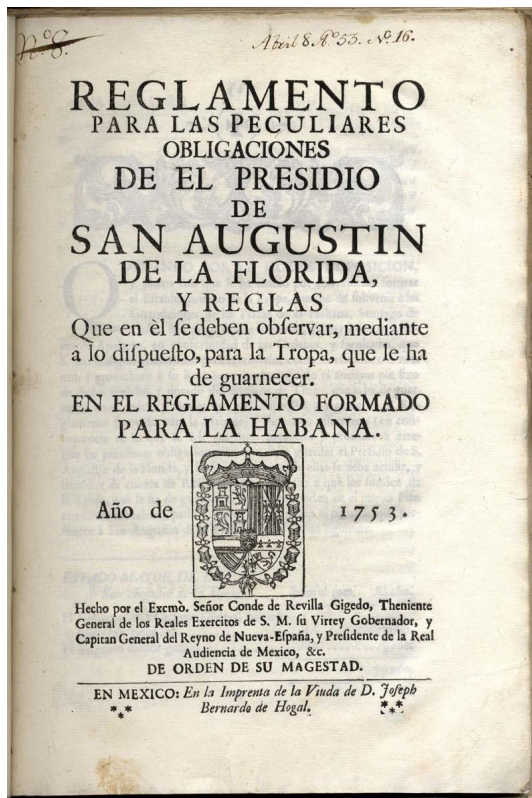 Nº 8.
Abril 8. Aº 53. Nº. 16.
REGLAMENTO
PARA LAS PECULIARES
OBLIGACIONES
DE EL PRESIDIO
DE
SAN AUGUSTIN
DE LA FLORIDA,
Y REGLAS
Que en èl ſe deben obſervar, mediante
a lo diſpueſto, para la Tropa, que le ha
de guarnecer.
EN EL REGLAMENTO FORMADO
PARA LA HABANA.
Año de 1753.
Hecho por el Excmò. Señor Conde de Revilla Gigedo, Theniente
General de los Reales Exercitos de S. M. ſu Virrey Gobernador, y
Capitan General del Reyno de Nueva-Eſpaña, y Preſidente de la Real
Audiencia de Mexico, &c.
DE ORDEN DE SU MAGESTAD.
EN MEXICO: En la Imprenta de la Viuda de D. Joſeph
Bernardo de Hogal.